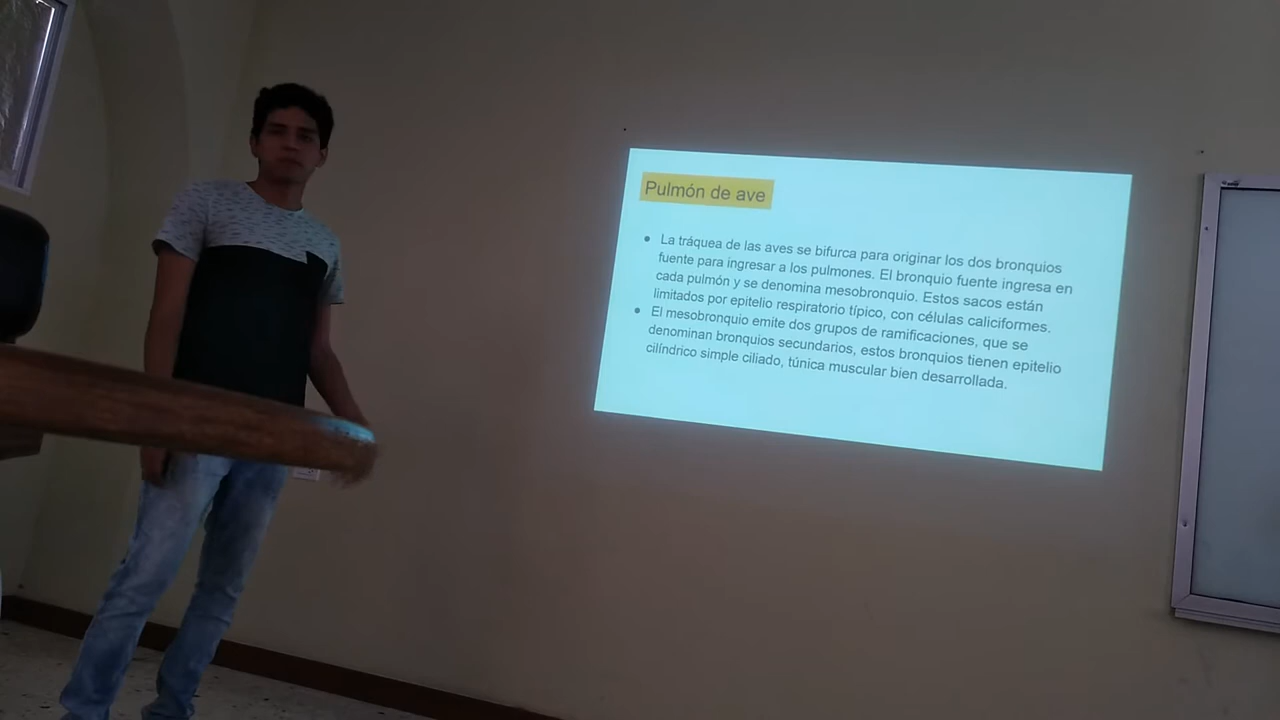 Pulmón de ave
La tráquea de las aves se bifurca para originar los dos bronquios
fuente para ingresar a los pulmones. El bronquio fuente ingresa en
cada pulmón y se denomina mesobronquio. Estos sacos están
limitados por epitelio respiratorio típico, con células caliciformes.
El mesobronquio emite dos grupos de ramificaciones, que se
denominan bronquios secundarios, estos bronquios tienen epitelio
cilíndrico simple ciliado, túnica muscular bien desarrollada.